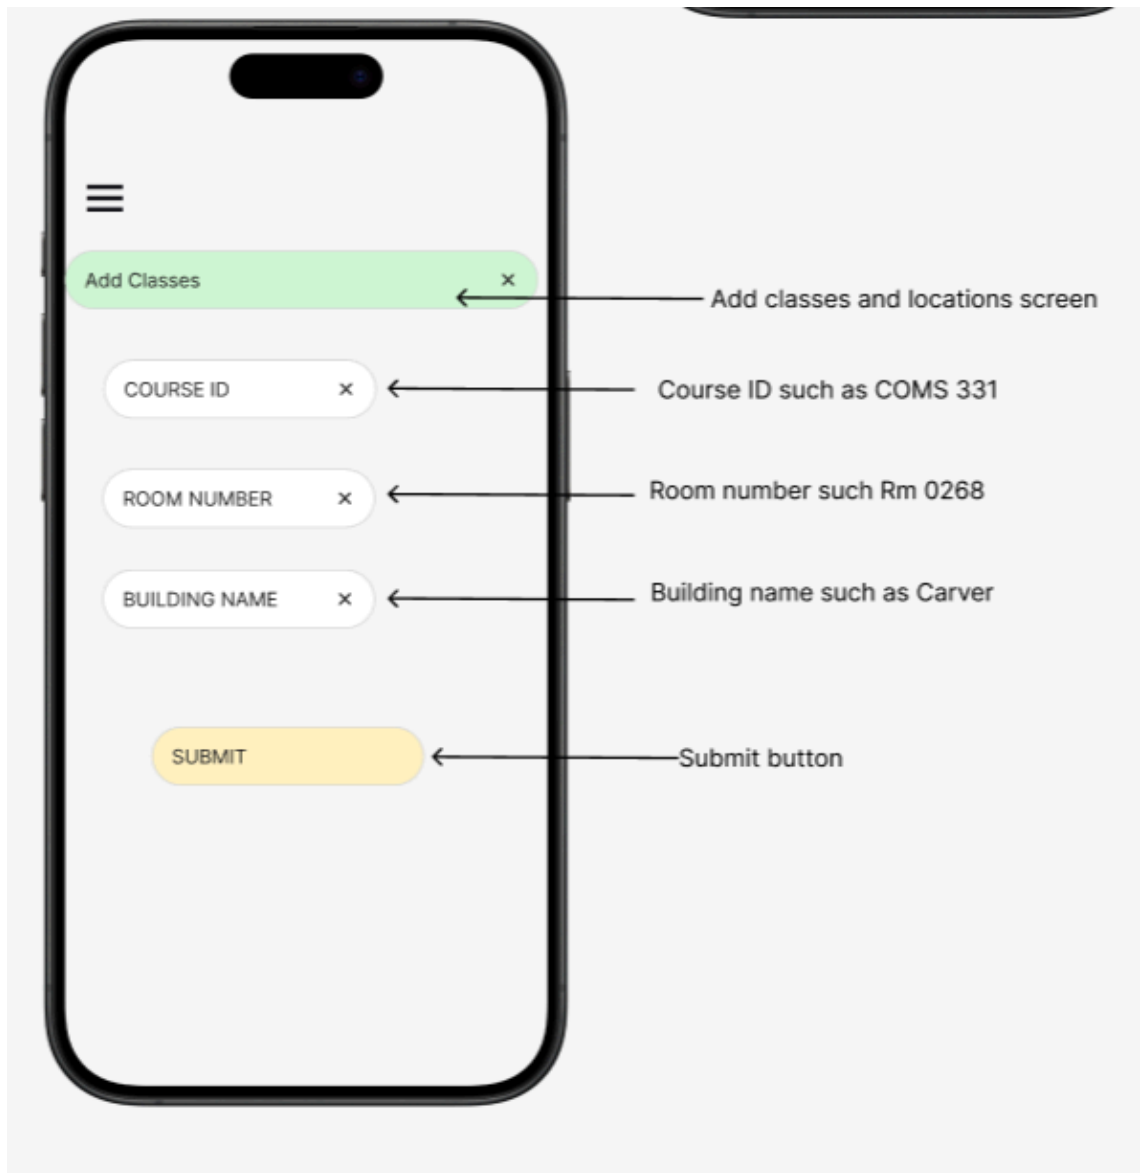 Add Classes ×
Add classes and locations screen
COURSE ID ×
Course ID such as COMS 331
ROOM NUMBER ×
Room number such Rm 0268
BUILDING NAME ×
Building name such as Carver
SUBMIT
Submit button